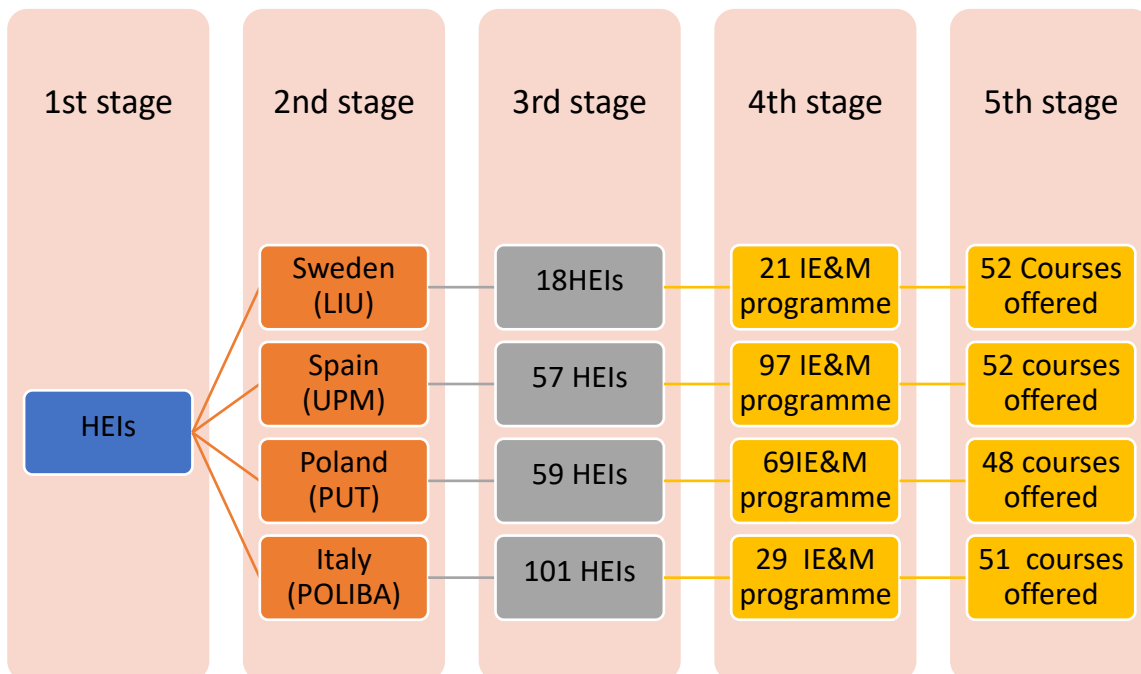 1st stage
2nd stage
3rd stage
4th stage
5th stage
HEIs
Sweden
(LIU)
18HEIs
21 IE&M
programme
52 Courses
offered
Spain
(UPM)
57 HEIs
97 IE&M
programme
52 courses
offered
Poland
(PUT)
59 HEIs
69IE&M
programme
48 courses
offered
Italy
(POLIBA)
101 HEIs
29  IE&M
programme
51  courses
offered